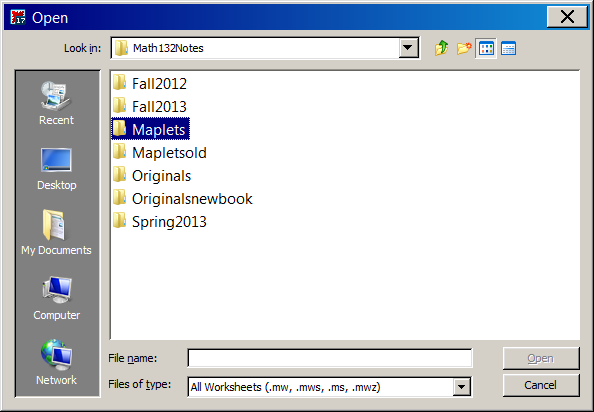 17 Open
Look in: Math132Notes
Recent
Desktop
My Documents
Computer
Network
Fall2012
Fall2013
Maplets
Mapletsold
Originals
Originalsnewbook
Spring2013
File name:
Open
Files of type: All Worksheets (.mw, .mws, .ms, .mwz)
Cancel